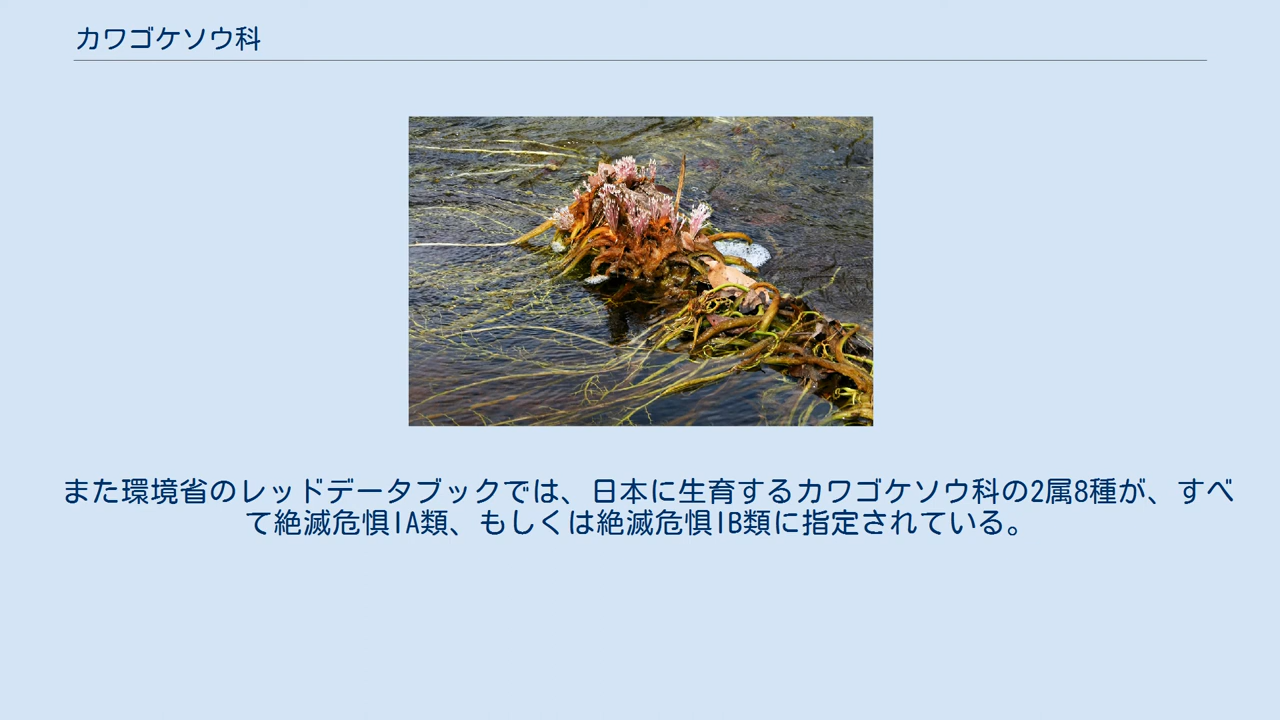 カワゴケソウ科
また環境省のレッドデータブックでは、日本に生育するカワゴケソウ科の2属8種が、すべ
て絶滅危惧IA類、もしくは絶滅危惧IB類に指定されている。